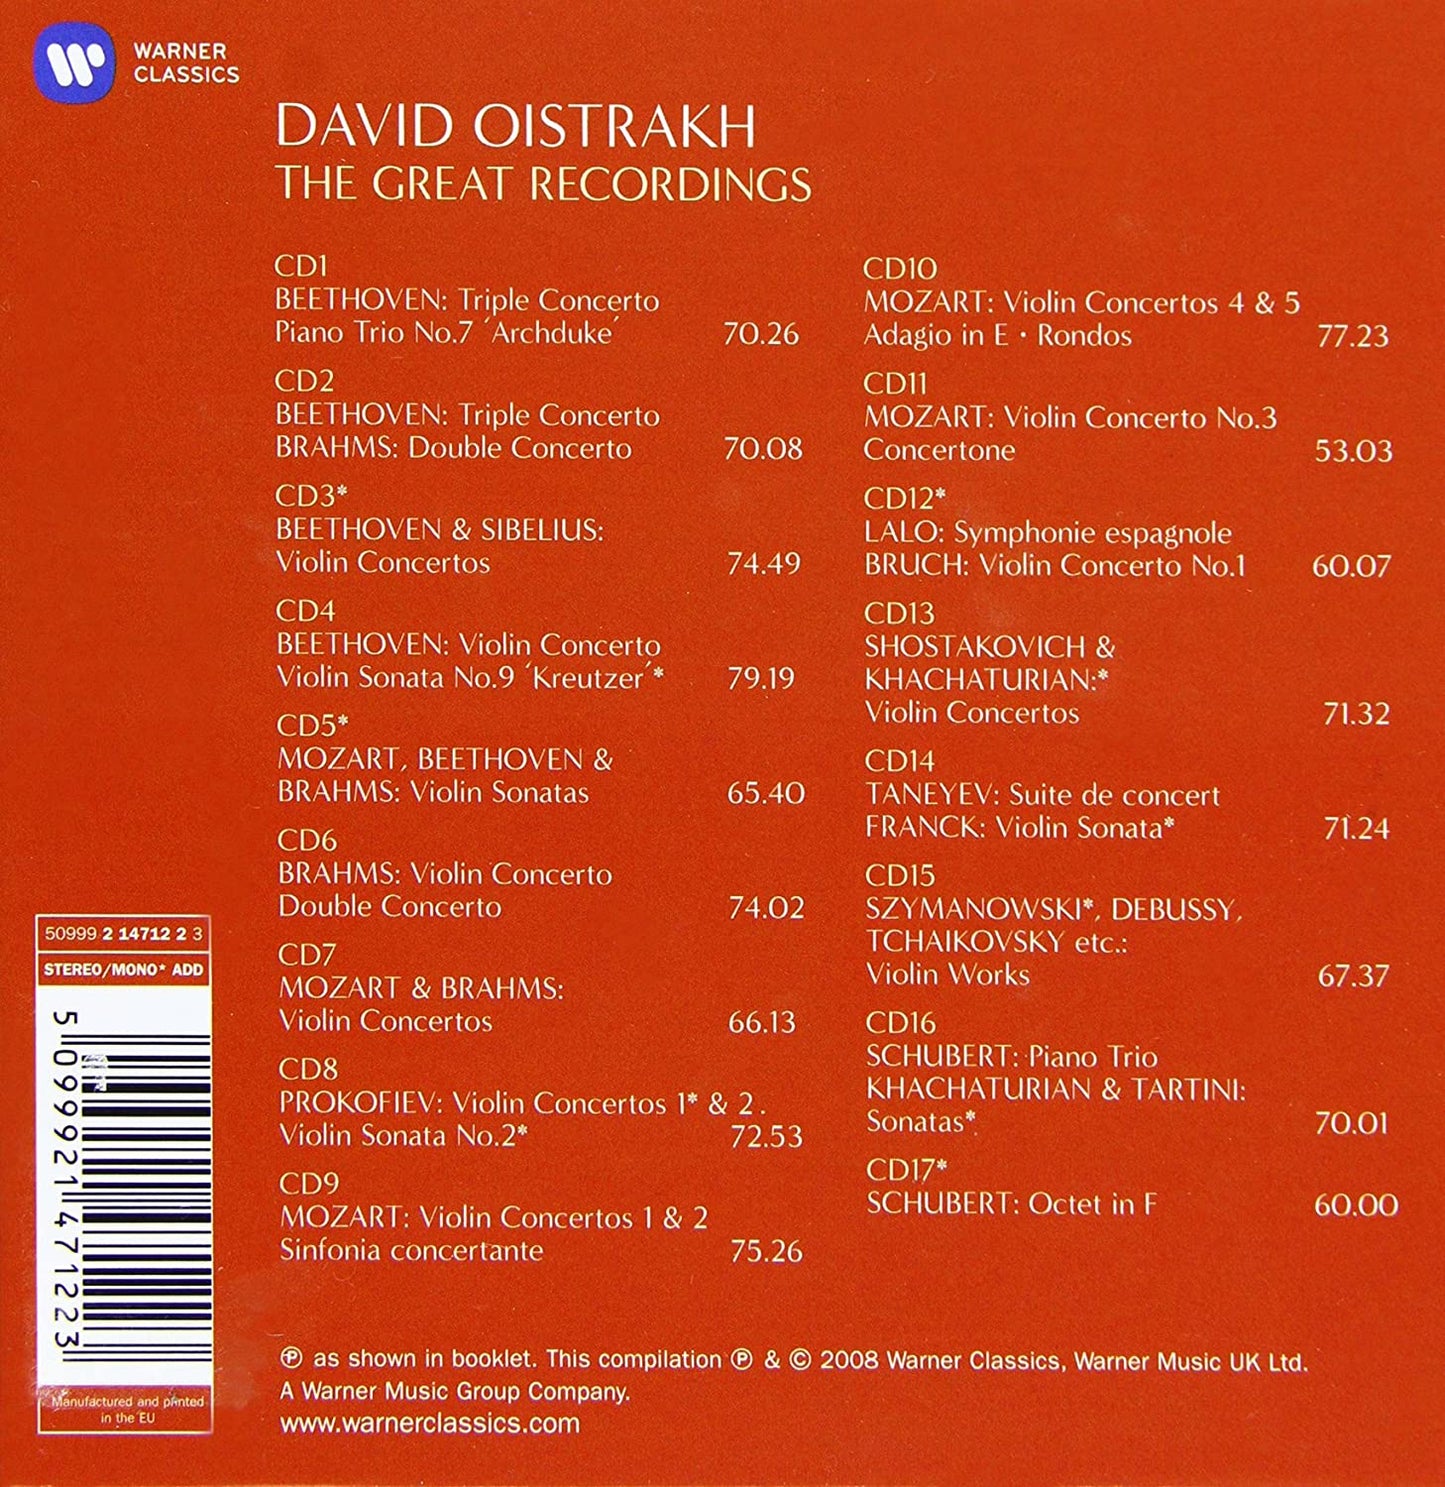 WARNER
CLASSICS
DAVID OISTRAKH
THE GREAT RECORDINGS
CD1
BEETHOVEN: Triple Concerto
Piano Trio No.7 ´Archduke´ 70.26
CD2
BEETHOVEN: Triple Concerto
BRAHMS: Double Concerto 70.08
CD3*
BEETHOVEN & SIBELIUS:
Violin Concertos 74.49
CD4
BEETHOVEN: Violin Concerto
Violin Sonata No.9 ´Kreutzer´* 79.19
CD5*
MOZART, BEETHOVEN &
BRAHMS: Violin Sonatas 65.40
CD6
BRAHMS: Violin Concerto
Double Concerto 74.02
CD7
MOZART & BRAHMS:
Violin Concertos 66.13
CD8
PROKOFIEV: Violin Concertos 1* & 2.
Violin Sonata No.2* 72.53
CD9
MOZART: Violin Concertos 1 & 2
Sinfonia concertante 75.26
CD10
MOZART: Violin Concertos 4 & 5
Adagio in E • Rondos 77.23
CD11
MOZART: Violin Concerto No.3
Concertone 53.03
CD12*
LALO: Symphonie espagnole
BRUCH: Violin Concerto No.1 60.07
CD13
SHOSTAKOVICH &
KHACHATURIAN:*
Violin Concertos 71.32
CD14
TANEYEV: Suite de concert
FRANCK: Violin Sonata* 71.24
CD15
SZYMANOWSKI*, DEBUSSY,
TCHAIKOVSKY etc.:
Violin Works 67.37
CD16
SCHUBERT: Piano Trio
KHACHATURIAN & TARTINI:
Sonatas* 70.01
CD17*
SCHUBERT: Octet in F 60.00
50999 2 14712 2 3
STEREO/MONO* ADD
5 099921 471223
Manufactured and printed
in the EU
℗ as shown in booklet. This compilation ℗ & © 2008 Warner Classics, Warner Music UK Ltd.
A Warner Music Group Company.
www.warnerclassics.com